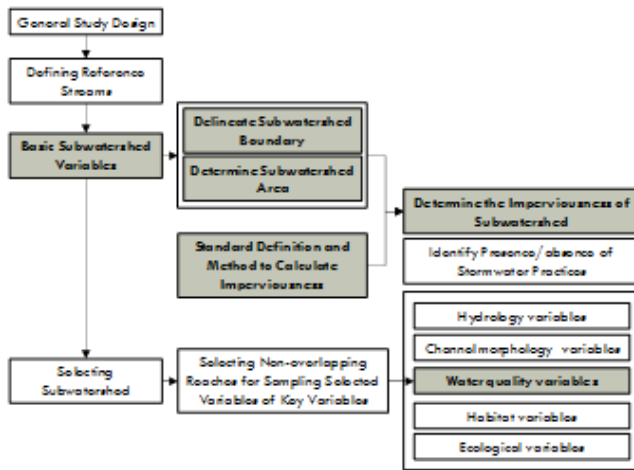 General Study Design
Defining Reference
Streams
Basic Subwatershed
Variables
Delineate Subwatershed
Boundary
Determine Subwatershed
Area
Standard Definition and
Method to Calculate
Imperviousness
Determine the Imperviousness of
Subwatershed
Identify Presence/absence of
Stormwater Practices
Selecting
Subwatershed
Selecting Non-overlapping
Reaches for Sampling Selected
Variables of Key Variables
Hydrology variables
Channel morphology variables
Water quality variables
Habitat variables
Ecological variables